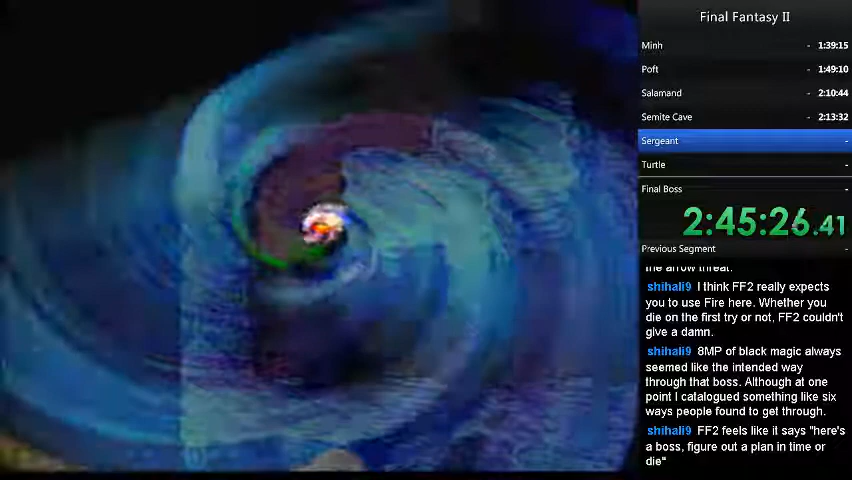 Final Fantasy II
Minh - 1:39:15
Poft - 1:49:10
Salamand - 2:10:44
Semite Cave - 2:13:32
Sergeant -
Turtle -
Final Boss -
2:45:26.41
Previous Segment -
the arrow threat.
shihali9 I think FF2 really expects
you to use Fire here. Whether you
die on the first try or not, FF2 couldn't
give a damn.
shihali9 8MP of black magic always
seemed like the intended way
through that boss. Although at one
point I catalogued something like six
ways people found to get through.
shihali9 FF2 feels like it says "here's
a boss, figure out a plan in time or
die"